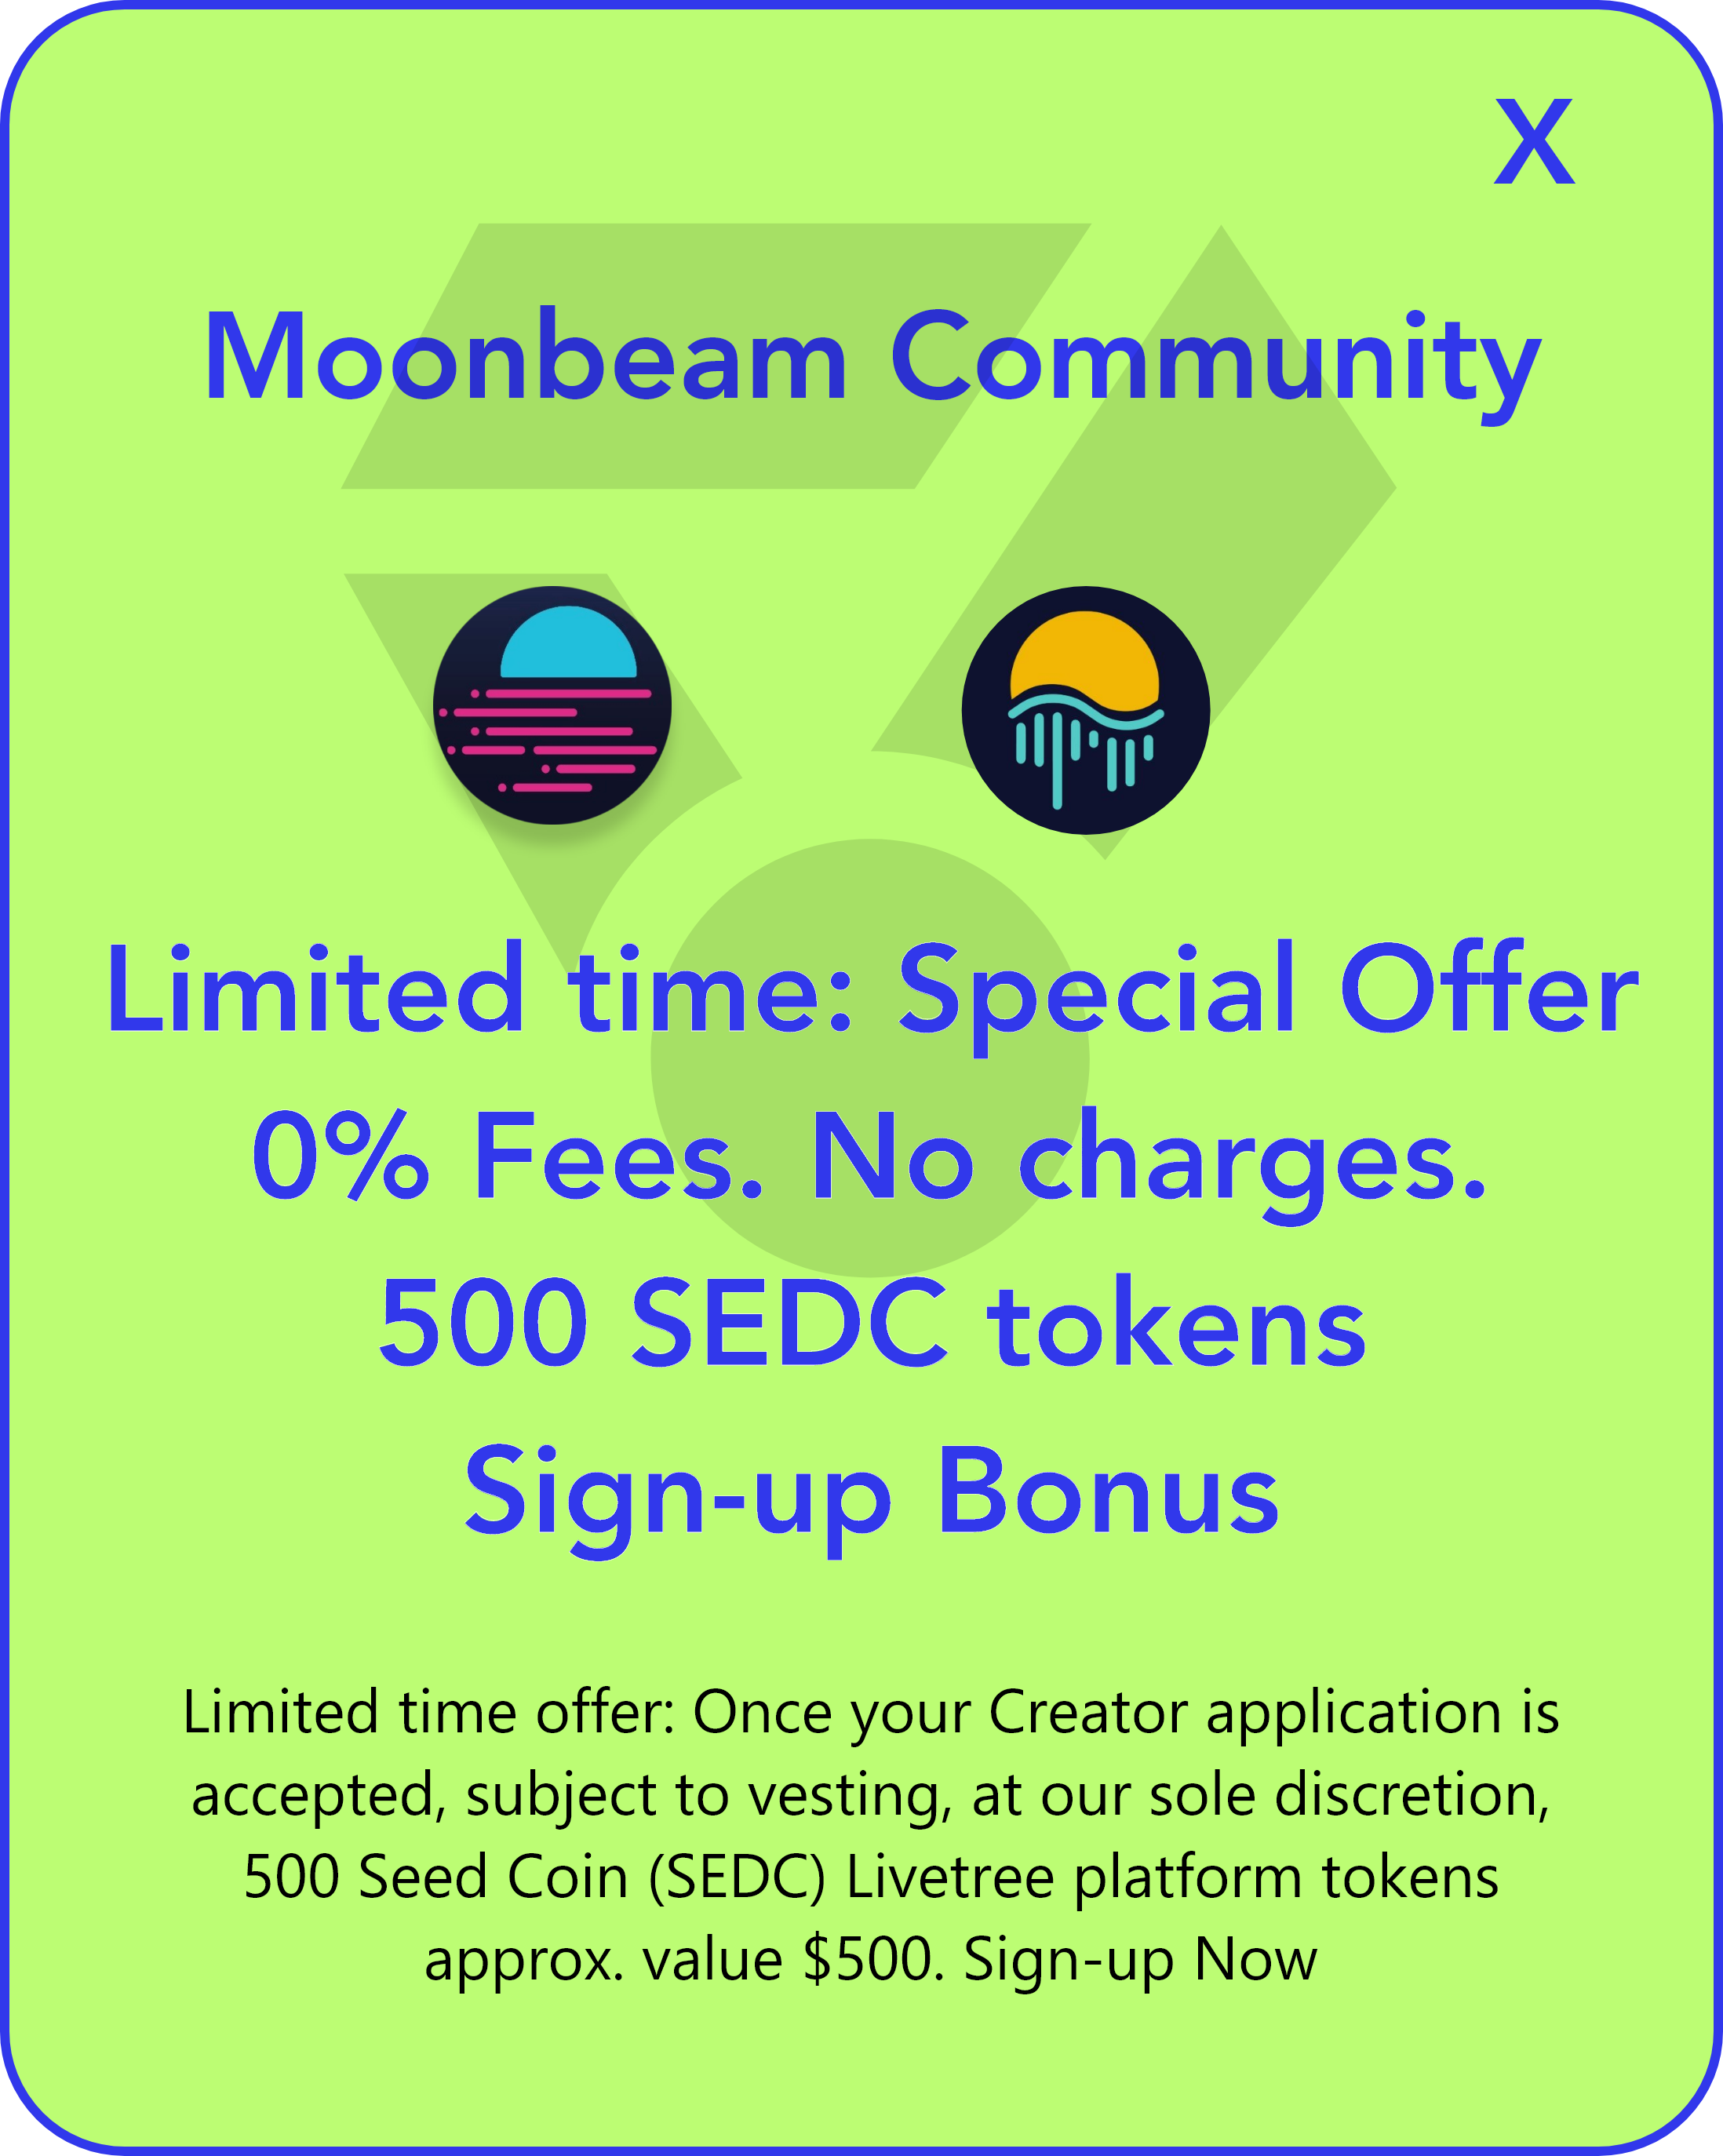 X
Moonbeam Community
Limited time: Special Offer
0% Fees. No charges.
500 SEDC tokens
Sign-up Bonus
Limited time offer: Once your Creator application is
accepted, subject to vesting, at our sole discretion,
500 Seed Coin (SEDC) Livetree platform tokens
approx. value $500. Sign-up Now